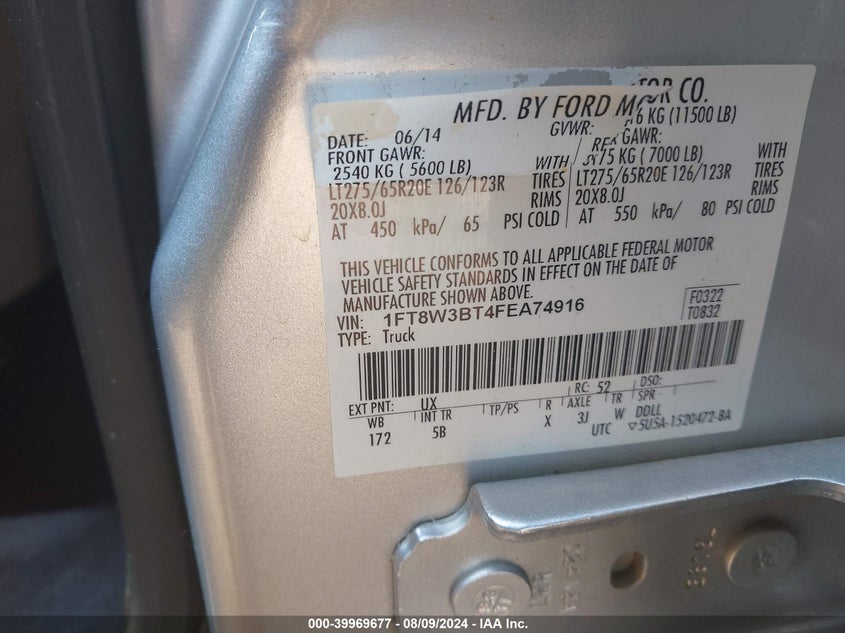 MFD. BY FORD MOTOR CO.
DATE: 06/14 GVWR: 6 KG (11500 LB)
FRONT GAWR: GAWR:
2540 KG ( 5600 LB) WITH 75 KG ( 7000 LB) WITH
LT275/65R20E 126/123R TIRES LT275/65R20E 126/123R TIRES
20X8.0J RIMS 20X8.0J RIMS
AT 450 kPa/ 65 PSI COLD AT 550 kPa/ 80 PSI COLD
THIS VEHICLE CONFORMS TO ALL APPLICABLE FEDERAL MOTOR
VEHICLE SAFETY STANDARDS IN EFFECT ON THE DATE OF
MANUFACTURE SHOWN ABOVE.
VIN: 1FT8W3BT4FEA74916 F0322
TYPE: Truck T0832
EXT PNT: UX RC: 52 DSO:
WB INT TR TP/PS R AXLE TR SPR
172 5B X 3J W DDLL
UTC ▽5U5A-1520472-BA
000-39969677 - 08/09/2024 - IAA Inc.